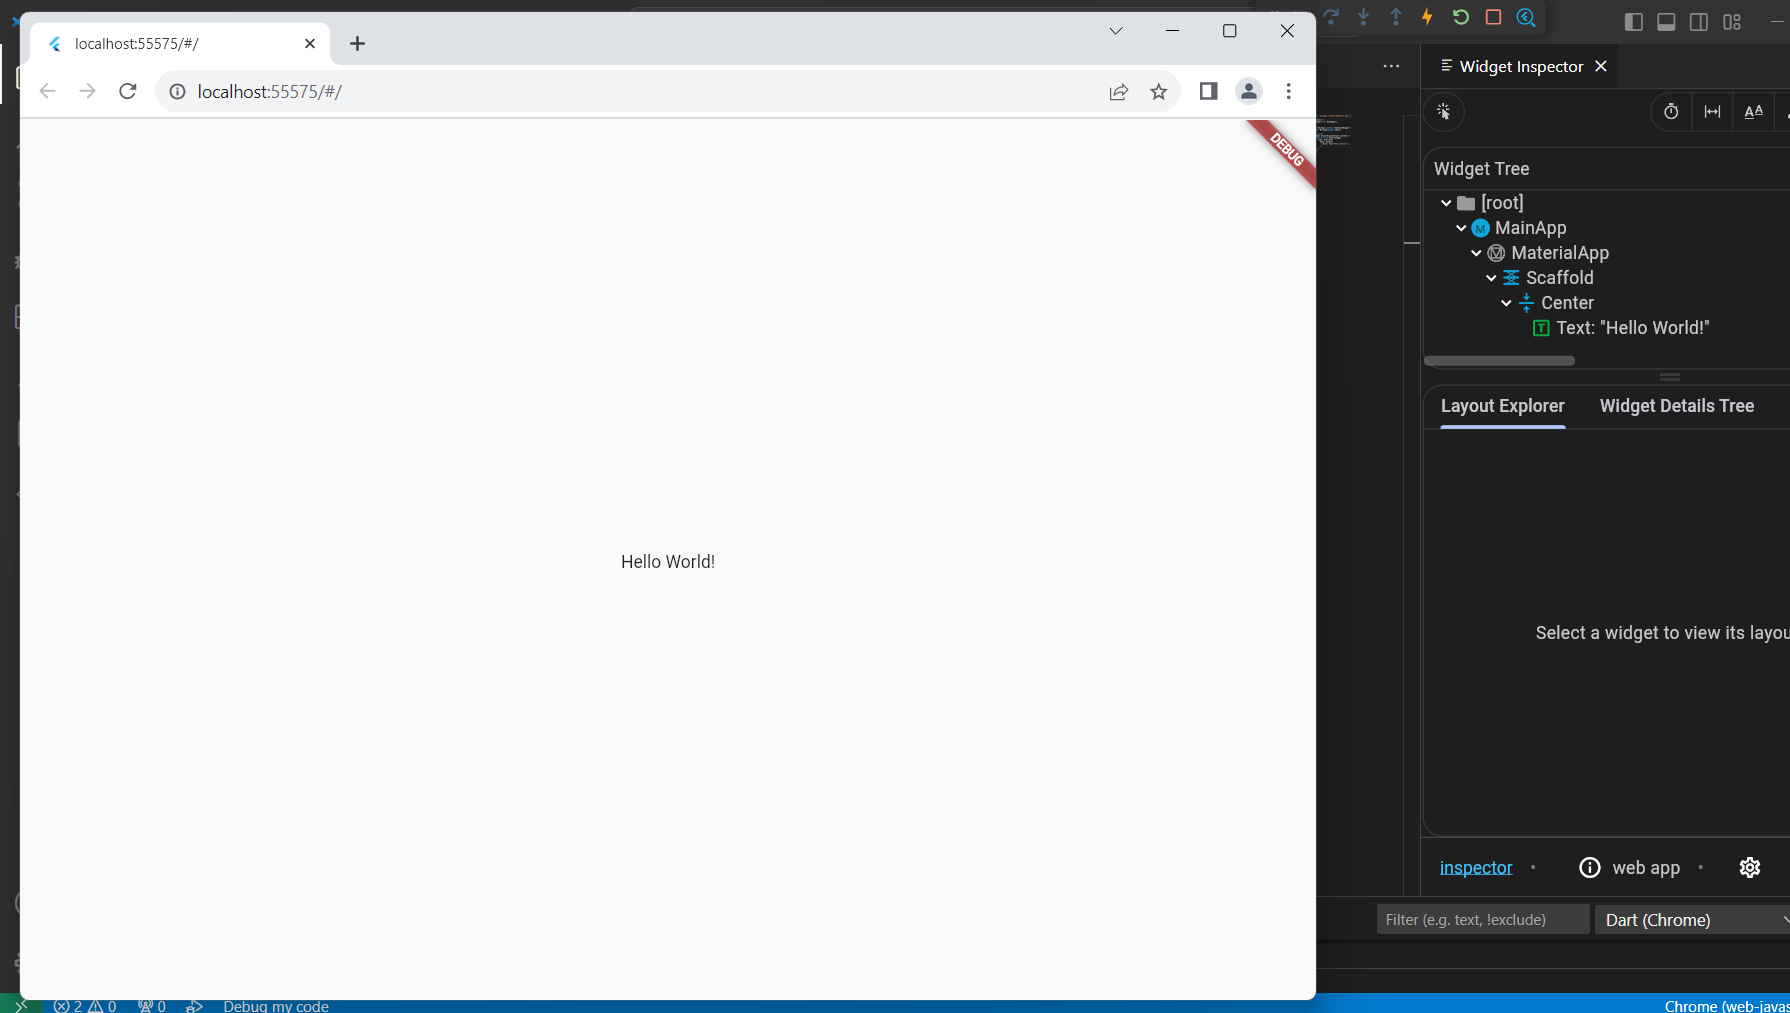 localhost:55575/#/
localhost:55575/#/
DEBUG
Hello World!
Widget Inspector
Widget Tree
[root]
MainApp
MaterialApp
Scaffold
Center
Text: "Hello World!"
Layout Explorer
Widget Details Tree
Select a widget to view its layou
inspector • web app •
Filter (e.g. text, !exclude)
Dart (Chrome)
2 0 0 Debug my code
Chrome (web-javas